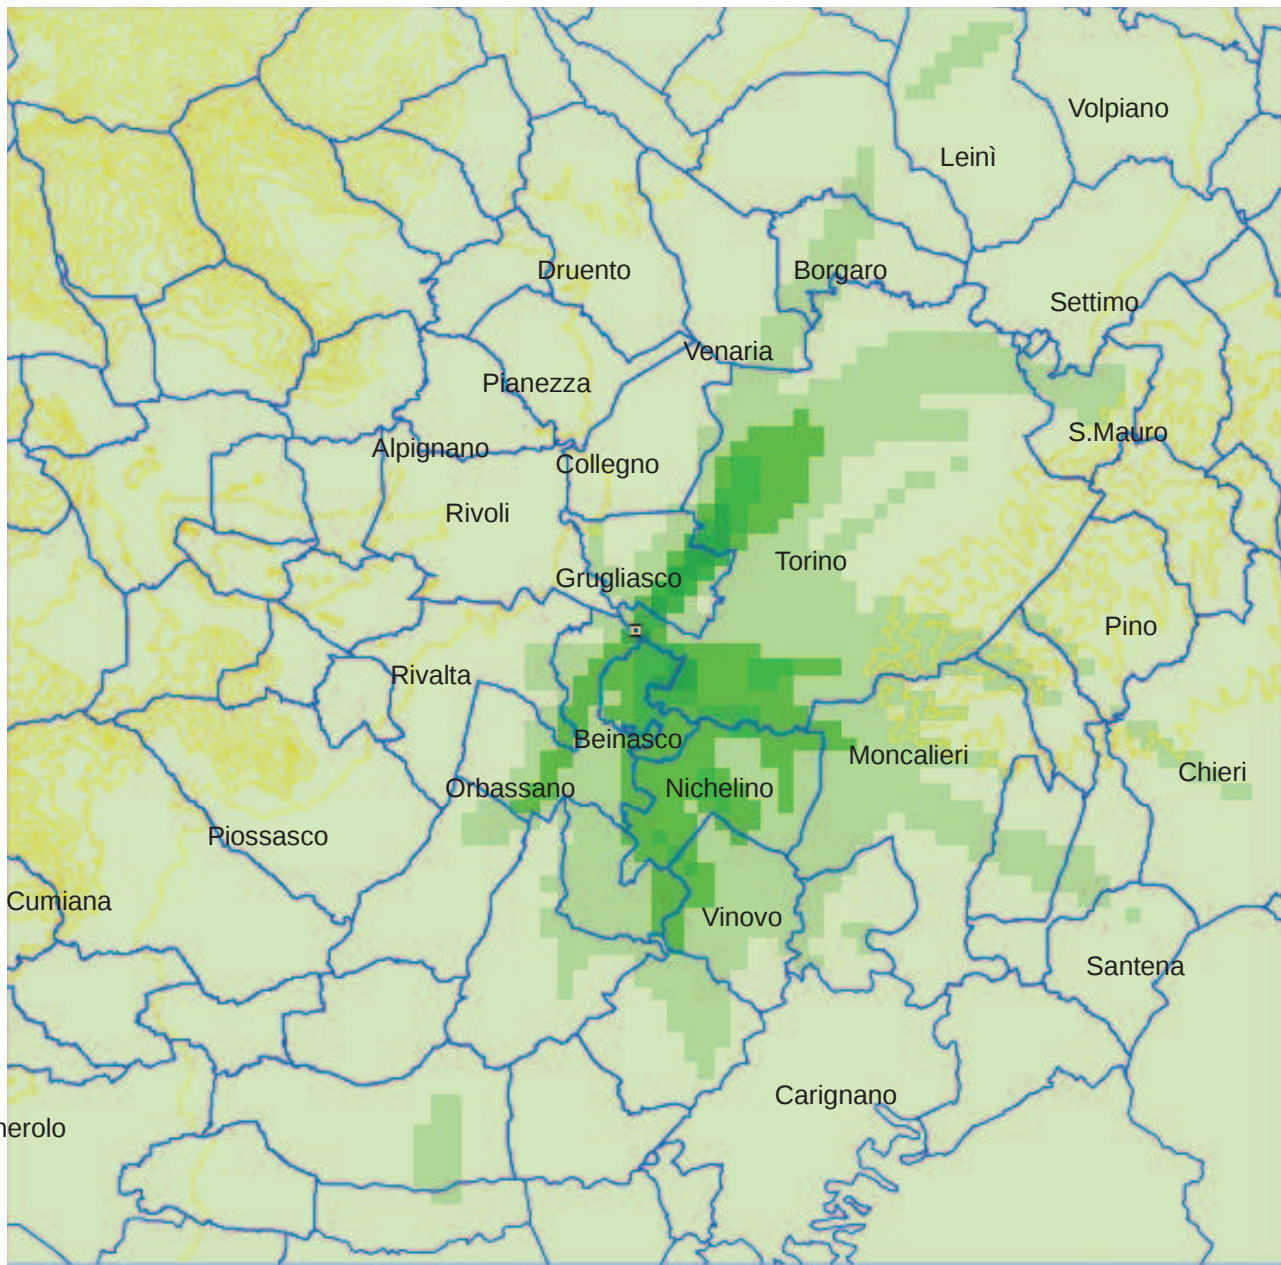 Volpiano
Leinì
Druento
Borgaro
Settimo
Venaria
Pianezza
S.Mauro
Alpignano
Collegno
Rivoli
Torino
Grugliasco
Pino
Rivalta
Beinasco
Moncalieri
Chieri
Orbassano
Nichelino
Piossasco
Cumiana
Vinovo
Santena
Carignano
nerolo